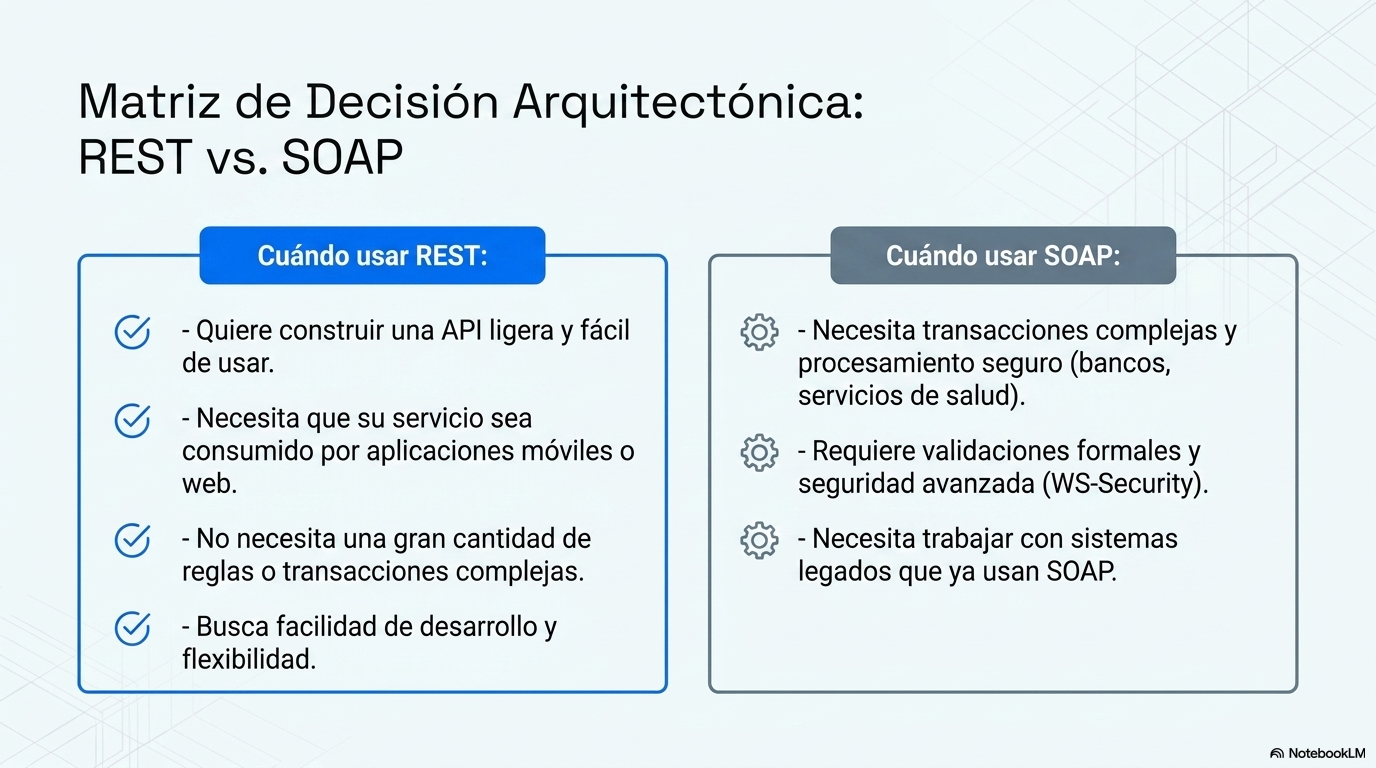 Matriz de Decisión Arquitectónica:
REST vs. SOAP
Cuándo usar REST:
- Quiere construir una API ligera y fácil
de usar.
- Necesita que su servicio sea
consumido por aplicaciones móviles o
web.
- No necesita una gran cantidad de
reglas o transacciones complejas.
- Busca facilidad de desarrollo y
flexibilidad.
Cuándo usar SOAP:
- Necesita transacciones complejas y
procesamiento seguro (bancos,
servicios de salud).
- Requiere validaciones formales y
seguridad avanzada (WS-Security).
- Necesita trabajar con sistemas
legados que ya usan SOAP.
NotebookLM